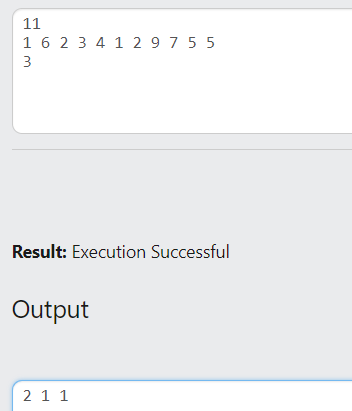 11
1 6 2 3 4 1 2 9 7 5 5
3
Result: Execution Successful
Output
2 1 1